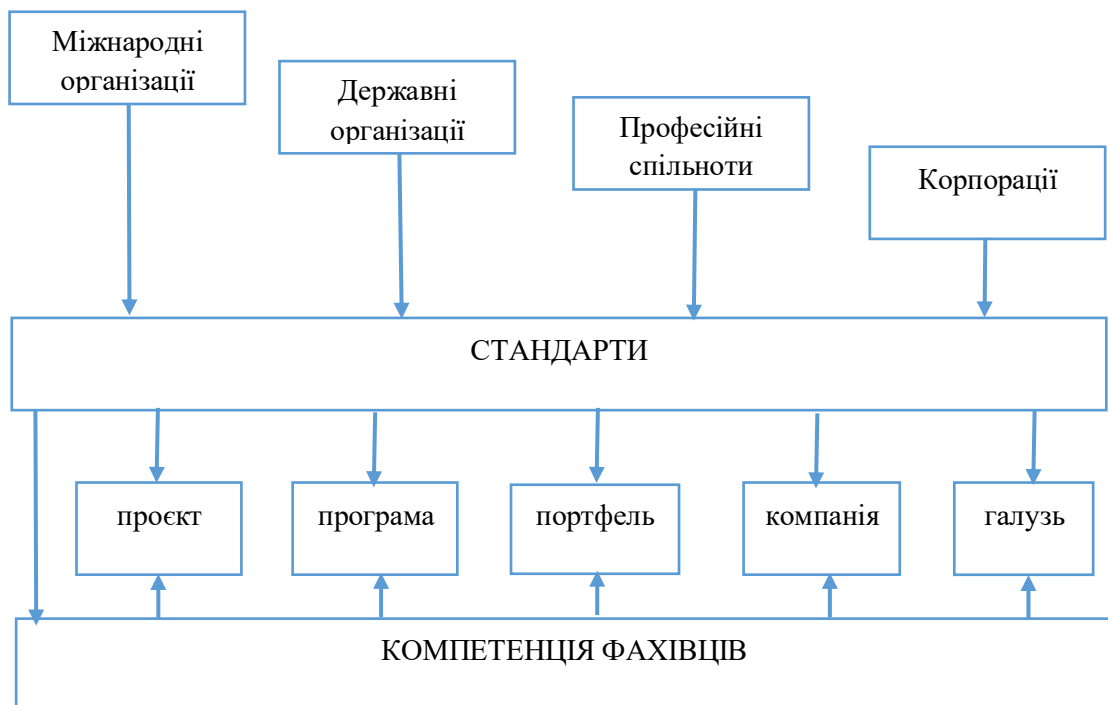 Міжнародні
організації
Державні
організації
Професійні
спільноти
Корпорації
СТАНДАРТИ
проєкт
програма
портфель
компанія
галузь
КОМПЕТЕНЦІЯ ФАХІВЦІВ